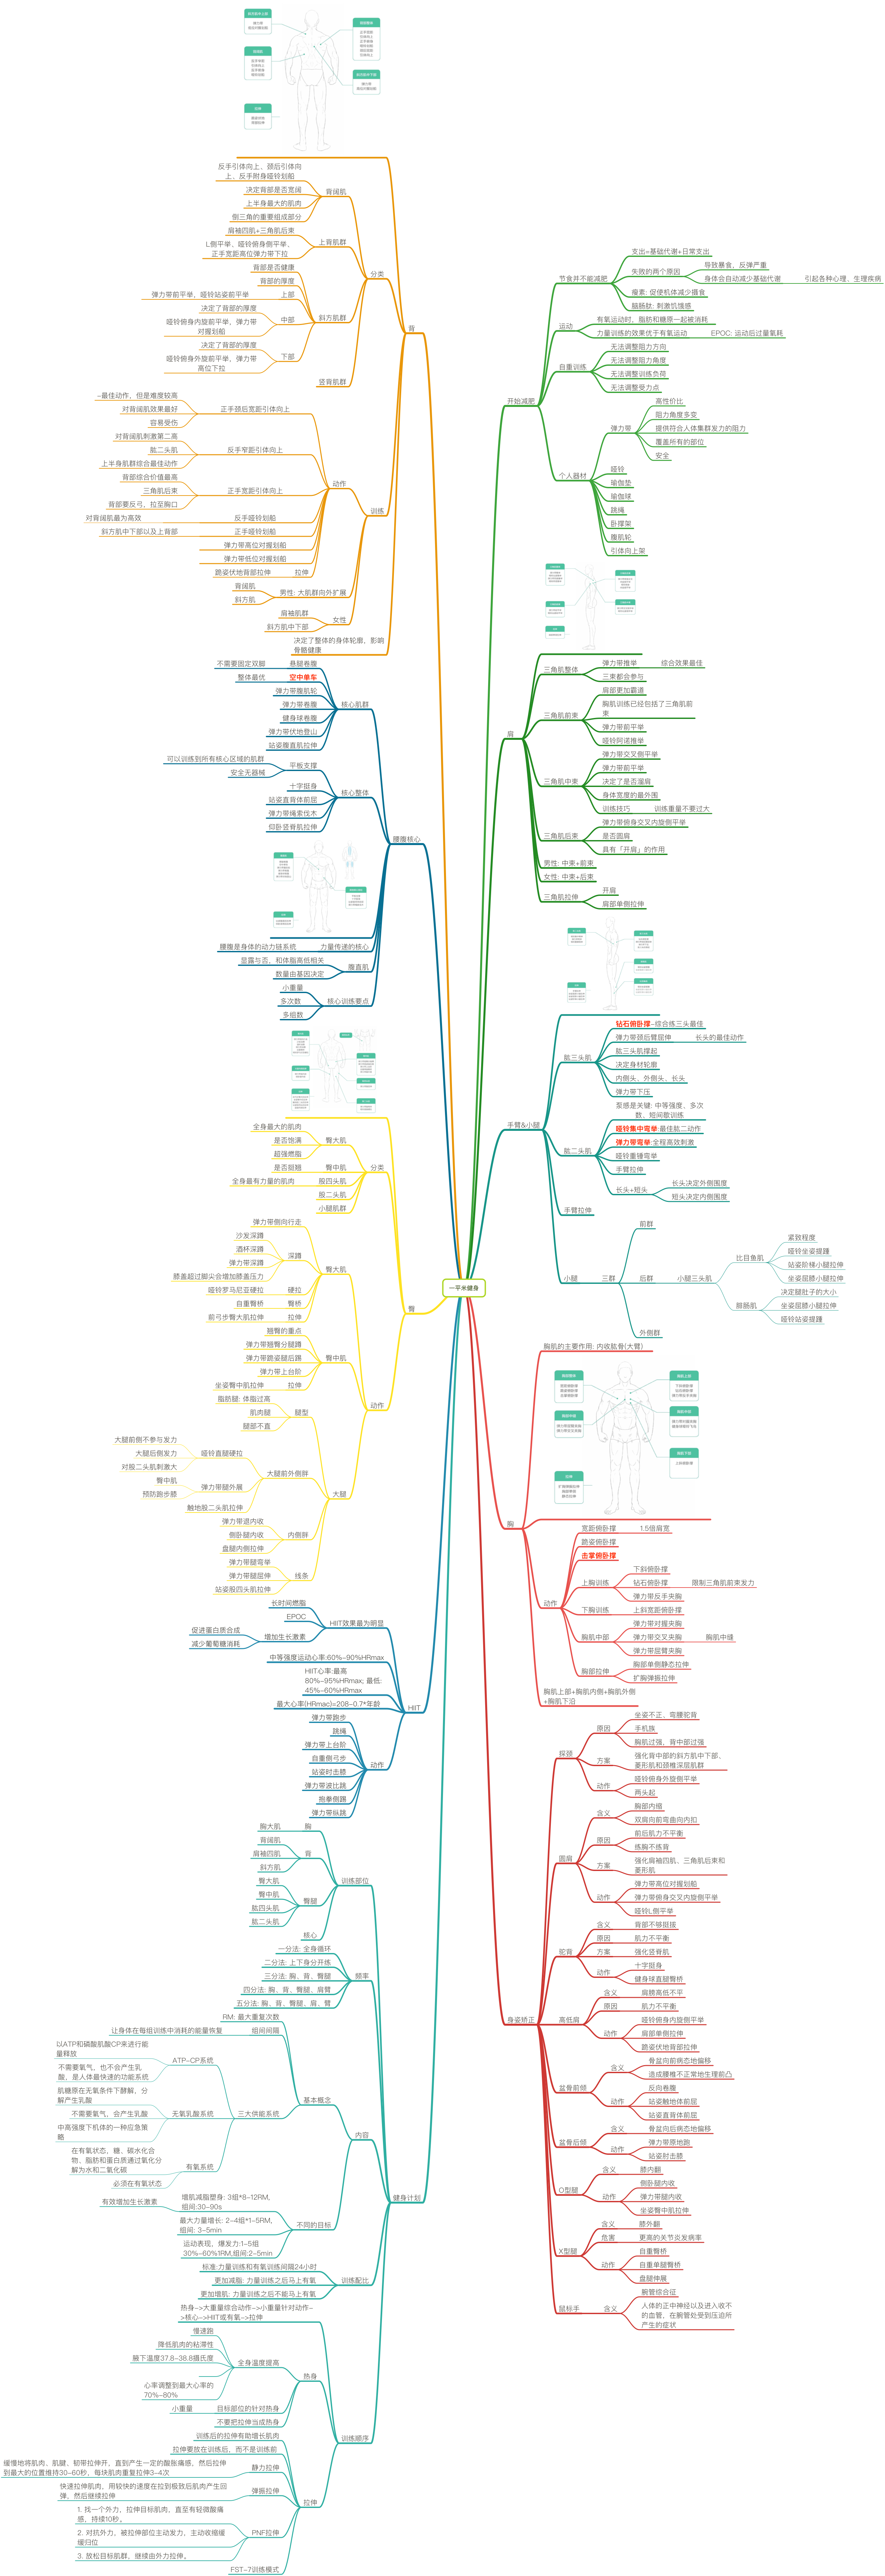 一平米健身
背
分类
背阔肌
反手引体向上、颈后引体向
上、反手附身哑铃划船
决定背部是否宽阔
上半身最大的肌肉
倒三角的重要组成部分
上背肌群
肩袖四肌+三角肌后束
L侧平举、哑铃俯身侧平举，
正手宽距高位弹力带下拉
斜方肌群
背部是否健康
背部的厚度
上部
弹力带前平举，哑铃站姿前平举
中部
决定了背部的厚度
哑铃俯身内旋前平举，弹力带
对握划船
下部
决定了背部的厚度
哑铃俯身外旋前平举，弹力带
高位下拉
竖脊肌群
训练
动作
正手颈后宽距引体向上
-最佳动作，但是难度较高
对背阔肌效果最好
容易受伤
反手窄距引体向上
对背阔肌刺激第二高
肱二头肌
上半身肌群综合最佳动作
正手宽距引体向上
背部综合价值最高
三角肌后束
背部要反弓，拉至胸口
反手哑铃划船
对背阔肌最为高效
正手哑铃划船
斜方肌中下部以及上背部
弹力带高位对握划船
弹力带低位对握划船
拉伸
跪姿伏地背部拉伸
男性: 大肌群向外扩展
背阔肌
斜方肌
女性
肩袖肌群
斜方肌中下部
决定了整体的身体轮廓，影响
骨骼健康
腰腹核心
核心肌群
悬腿卷腹
不需要固定双脚
空中单车
整体最优
弹力带腹肌轮
弹力带卷腹
健身球卷腹
弹力带伏地登山
站姿腹直肌拉伸
核心整体
平板支撑
可以训练到所有核心区域的肌群
安全无器械
十字挺身
站姿直背体前屈
弹力带绳索伐木
仰卧竖脊肌拉伸
力量传递的核心
腰腹是身体的动力链系统
腹直肌
显露与否，和体脂高低相关
数量由基因决定
核心训练要点
小重量
多次数
多组数
臀
分类
臀大肌
全身最大的肌肉
是否饱满
超强燃脂
臀中肌
是否挺翘
股四头肌
全身最有力量的肌肉
股二头肌
小腿肌群
动作
臀大肌
弹力带侧向行走
深蹲
沙发深蹲
酒杯深蹲
弹力带深蹲
膝盖超过脚尖会增加膝盖压力
硬拉
哑铃罗马尼亚硬拉
臀桥
自重臀桥
拉伸
前弓步臀大肌拉伸
臀中肌
翘臀的重点
弹力带翘臀分腿蹲
弹力带跪姿腿后踢
弹力带上台阶
拉伸
坐姿臀中肌拉伸
大腿
腿型
脂肪腿: 体脂过高
肌肉腿
腿部不直
大腿前外侧胖
哑铃直腿硬拉
大腿前侧不参与发力
大腿后侧发力
对股二头肌刺激大
弹力带腿外展
臀中肌
预防跑步膝
触地股二头肌拉伸
内侧胖
弹力带退内收
侧卧腿内收
盘腿内侧拉伸
线条
弹力带腿弯举
弹力带腿屈伸
站姿股四头肌拉伸
HIIT
HIIT效果最为明显
长时间燃脂
EPOC
增加生长激素
促进蛋白质合成
减少葡萄糖消耗
中等强度运动心率:60%-90%HRmax
HIIT心率:最高
80%-95%HRmax; 最低:
45%-60%HRmax
最大心率(HRmac)=208-0.7*年龄
动作
弹力带跑步
跳绳
弹力带上台阶
自重侧弓步
站姿肘击膝
弹力带波比跳
抱拳侧踢
弹力带纵跳
健身计划
训练部位
胸
胸大肌
背
背阔肌
肩袖四肌
斜方肌
臀腿
臀大肌
臀中肌
肱四头肌
肱二头肌
核心
频率
一分法: 全身循环
二分法: 上下身分开练
三分法: 胸、背、臀腿
四分法: 胸、背、臀腿、肩臂
五分法: 胸、背、臀腿、肩、臂
内容
基本概念
RM: 最大重复次数
组间间隔
让身体在每组训练中消耗的能量恢复
三大供能系统
ATP-CP系统
以ATP和磷酸肌酸CP来进行能
量释放
不需要氧气，也不会产生乳
酸，是人体最快速的功能系统
无氧乳酸系统
肌糖原在无氧条件下酵解，分
解产生乳酸
不需要氧气，会产生乳酸
中高强度下机体的一种应急策
略
有氧系统
在有氧状态，糖、碳水化合
物、脂肪和蛋白质通过氧化分
解为水和二氧化碳
必须在有氧状态
不同的目标
增肌减脂塑身: 3组*8-12RM,
组间:30-90s
有效增加生长激素
最大力量增长: 2-4组*1-5RM,
组间: 3-5min
运动表现，爆发力:1-5组
30%-60%1RM,组间:2-5min
训练配比
标准:力量训练和有氧训练间隔24小时
更加减脂: 力量训练之后马上有氧
更加增肌: 力量训练之后不能马上有氧
训练顺序
热身->大重量综合动作->小重量针对动作-
>核心->HIIT或有氧->拉伸
热身
全身温度提高
慢速跑
降低肌肉的粘滞性
腋下温度37.8-38.8摄氏度
心率调整到最大心率的
70%-80%
目标部位的针对热身
小重量
不要把拉伸当成热身
拉伸
训练后的拉伸有助增长肌肉
拉伸要放在训练后，而不是训练前
静力拉伸
缓慢地将肌肉、肌腱、韧带拉伸开，直到产生一定的酸胀痛感，然后拉伸
到最大的位置维持30-60秒，每块肌肉重复拉伸3-4次
弹振拉伸
快速拉伸肌肉，用较快的速度在拉到极致后肌肉产生回
弹，然后继续拉伸
PNF拉伸
1. 找一个外力，拉伸目标肌肉，直至有轻微酸痛
感，持续10秒。
2. 对抗外力，被拉伸部位主动发力，主动收缩缓
缓归位
3. 放松目标肌群，继续由外力拉伸。
FST-7训练模式
开始减肥
节食并不能减肥
支出=基础代谢+日常支出
失败的两个原因
导致暴食，反弹严重
身体会自动减少基础代谢
引起各种心理、生理疾病
瘦素: 促使机体减少摄食
脑肠肽: 刺激饥饿感
运动
有氧运动时，脂肪和糖原一起被消耗
力量训练的效果优于有氧运动
EPOC: 运动后过量氧耗
自重训练
无法调整阻力方向
无法调整阻力角度
无法调整训练负荷
无法调整受力点
个人器材
弹力带
高性价比
阻力角度多变
提供符合人体集群发力的阻力
覆盖所有的部位
安全
哑铃
瑜伽垫
瑜伽球
跳绳
卧撑架
腹肌轮
引体向上架
肩
三角肌整体
弹力带推举
综合效果最佳
三束都会参与
三角肌前束
肩部更加霸道
胸肌训练已经包括了三角肌前
束
弹力带前平举
哑铃阿诺推举
三角肌中束
弹力带交叉侧平举
弹力带前平举
决定了是否溜肩
身体宽度的最外围
训练技巧
训练重量不要过大
三角肌后束
弹力带俯身交叉内旋侧平举
是否圆肩
具有「开肩」的作用
男性: 中束+前束
女性: 中束+后束
三角肌拉伸
开肩
肩部单侧拉伸
手臂&小腿
肱三头肌
钻石俯卧撑-综合练三头最佳
弹力带颈后臂屈伸
长头的最佳动作
肱三头肌撑起
决定身材轮廓
内侧头、外侧头、长头
弹力带下压
肱二头肌
泵感是关键: 中等强度、多次
数、短间歇训练
哑铃集中弯举:最佳肱二动作
弹力带弯举:全程高效刺激
哑铃重锤弯举
手臂拉伸
长头+短头
长头决定外侧围度
短头决定内侧围度
手臂拉伸
小腿
三群
前群
后群
小腿三头肌
比目鱼肌
紧致程度
哑铃坐姿提踵
站姿阶梯小腿拉伸
坐姿屈膝小腿拉伸
腓肠肌
决定腿肚子的大小
坐姿屈膝小腿拉伸
哑铃站姿提踵
外侧群
胸
胸肌的主要作用: 内收肱骨(大臂)
动作
宽距俯卧撑
1.5倍肩宽
跪姿俯卧撑
击掌俯卧撑
上胸训练
下斜俯卧撑
钻石俯卧撑
限制三角肌前束发力
弹力带反手夹胸
下胸训练
上斜宽距俯卧撑
胸肌中部
弹力带对握夹胸
弹力带交叉夹胸
胸肌中缝
弹力带屈臂夹胸
胸部拉伸
胸部单侧静态拉伸
扩胸弹振拉伸
胸肌上部+胸肌内侧+胸肌外侧
+胸肌下沿
身姿矫正
探颈
原因
坐姿不正、弯腰驼背
手机族
胸肌过强，背中部过强
方案
强化背中部的斜方肌中下部、
菱形肌和颈椎深层肌群
动作
哑铃俯身外旋侧平举
两头起
圆肩
含义
胸部内缩
双肩向前弯曲向内扣
原因
前后肌力不平衡
练胸不练背
方案
强化肩袖四肌、三角肌后束和
菱形肌
动作
弹力带高位对握划船
弹力带俯身交叉内旋侧平举
哑铃L侧平举
驼背
含义
背部不够挺拔
原因
肌力不平衡
方案
强化竖脊肌
动作
十字挺身
健身球直腿臀桥
高低肩
含义
肩膀高低不平
原因
肌力不平衡
动作
哑铃俯身内旋侧平举
肩部单侧拉伸
跪姿伏地背部拉伸
盆骨前倾
含义
骨盆向前病态地偏移
造成腰椎不正常地生理前凸
动作
反向卷腹
站姿触地体前屈
站姿直背体前屈
盆骨后倾
含义
骨盆向后病态地偏移
动作
弹力带原地跑
站姿肘击膝
O型腿
含义
膝内翻
动作
侧卧腿内收
弹力带腿内收
坐姿臀中肌拉伸
X型腿
含义
膝外翻
危害
更高的关节炎发病率
动作
自重臀桥
自重单腿臀桥
盘腿伸展
鼠标手
含义
腕管综合征
人体的正中神经以及进入收不
的血管，在腕管处受到压迫所
产生的症状